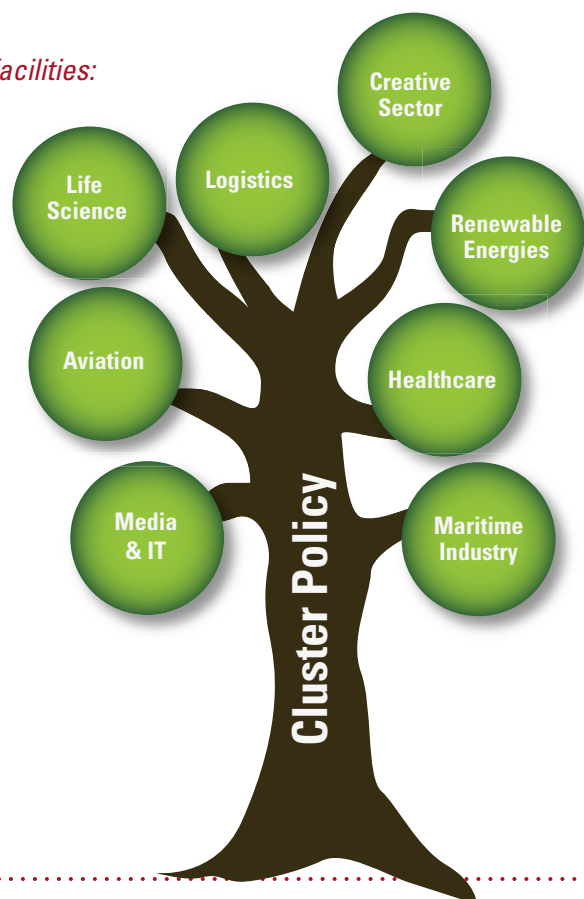 facilities:
Creative
Sector
Logistics
Life
Science
Renewable
Energies
Aviation
Healthcare
Media
& IT
Maritime
Industry
Cluster Policy